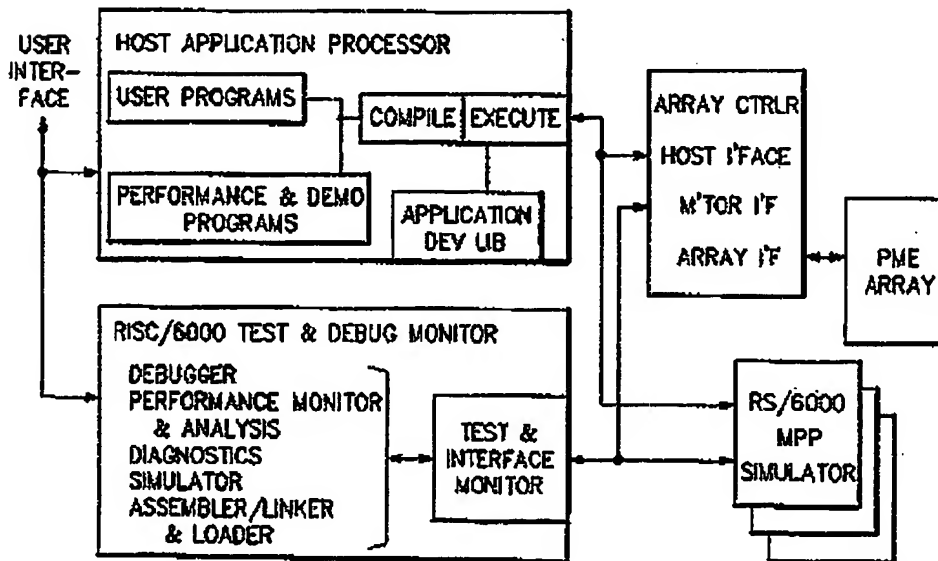 USER
INTER-
FACE
HOST APPLICATION PROCESSOR
USER PROGRAMS
COMPILE
EXECUTE
PERFORMANCE & DEMO
PROGRAMS
APPLICATION
DEV LIB
ARRAY CTRLR
HOST I'FACE
M'TOR I'F
ARRAY I'F
PME
ARRAY
RISC/6000 TEST & DEBUG MONITOR
DEBUGGER
PERFORMANCE MONITOR
& ANALYSIS
DIAGNOSTICS
SIMULATOR
ASSEMBLER/LINKER
& LOADER
TEST &
INTERFACE
MONITOR
RS/6000
MPP
SIMULATOR